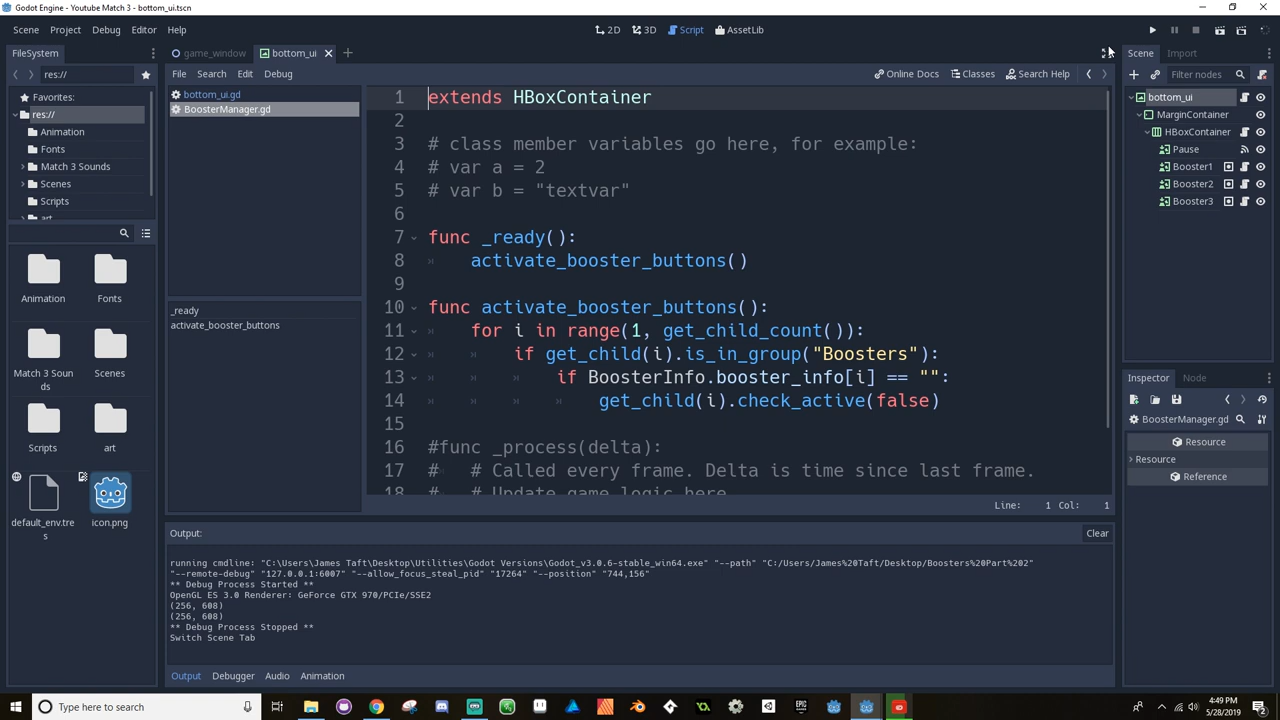 Godot Engine - Youtube Match 3 - bottom_ui.tscn
Scene Project Debug Editor Help
2D 3D Script AssetLib
FileSystem
game_window bottom_ui
Scene Import
res://
File Search Edit Debug
Online Docs Classes Search Help
Filter nodes
Favorites:
res://
Animation
Fonts
Match 3 Sounds
Scenes
Scripts
art
bottom_ui.gd
BoosterManager.gd
_ready
activate_booster_buttons
1 extends HBoxContainer
2
3 # class member variables go here, for example:
4 # var a = 2
5 # var b = "textvar"
6
7 func _ready():
8 activate_booster_buttons()
9
10 func activate_booster_buttons():
11 for i in range(1, get_child_count()):
12 if get_child(i).is_in_group("Boosters"):
13 if BoosterInfo.booster_info[i] == "":
14 get_child(i).check_active(false)
15
16 #func _process(delta):
17 # # Called every frame. Delta is time since last frame.
18 # # Update game logic here
Line: 1 Col: 1
bottom_ui
MarginContainer
HBoxContainer
Pause
Booster1
Booster2
Booster3
Animation
Fonts
Match 3 Soun
ds
Scenes
Scripts
art
default_env.tre
s
icon.png
Inspector Node
BoosterManager.gd
Resource
Resource
Reference
Output:
Clear
running cmdline: "C:\Users\James Taft\Desktop\Utilities\Godot Versions\Godot_v3.0.6-stable_win64.exe" "--path" "C:/Users/James%20Taft/Desktop/Boosters%20Part%202"
"--remote-debug" "127.0.0.1:6007" "--allow_focus_steal_pid" "17264" "--position" "744,156"
** Debug Process Started **
OpenGL ES 3.0 Renderer: GeForce GTX 970/PCIe/SSE2
(256, 608)
(256, 608)
** Debug Process Stopped **
Switch Scene Tab
Output Debugger Audio Animation
Type here to search
4:49 PM
5/28/2019